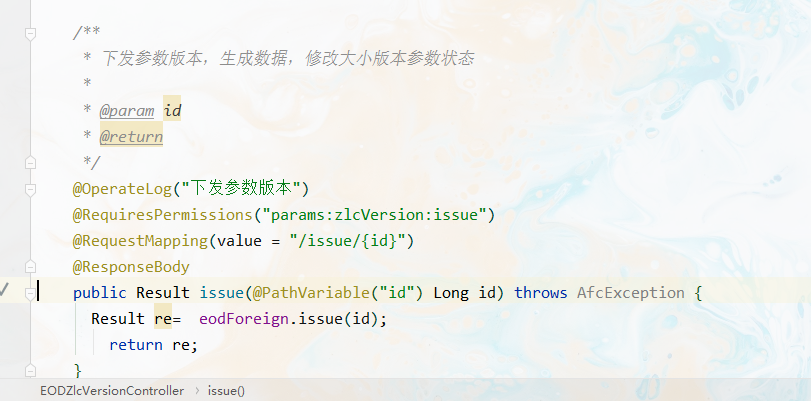 /**
* 下发参数版本，生成数据，修改大小版本参数状态
*
* @param id
* @return
*/
@OperateLog("下发参数版本")
@RequiresPermissions("params:zlcVersion:issue")
@RequestMapping(value = "/issue/{id}")
@ResponseBody
public Result issue(@PathVariable("id") Long id) throws AfcException {
Result re=  eodForeign.issue(id);
return re;
}
EODZlcVersionController › issue()